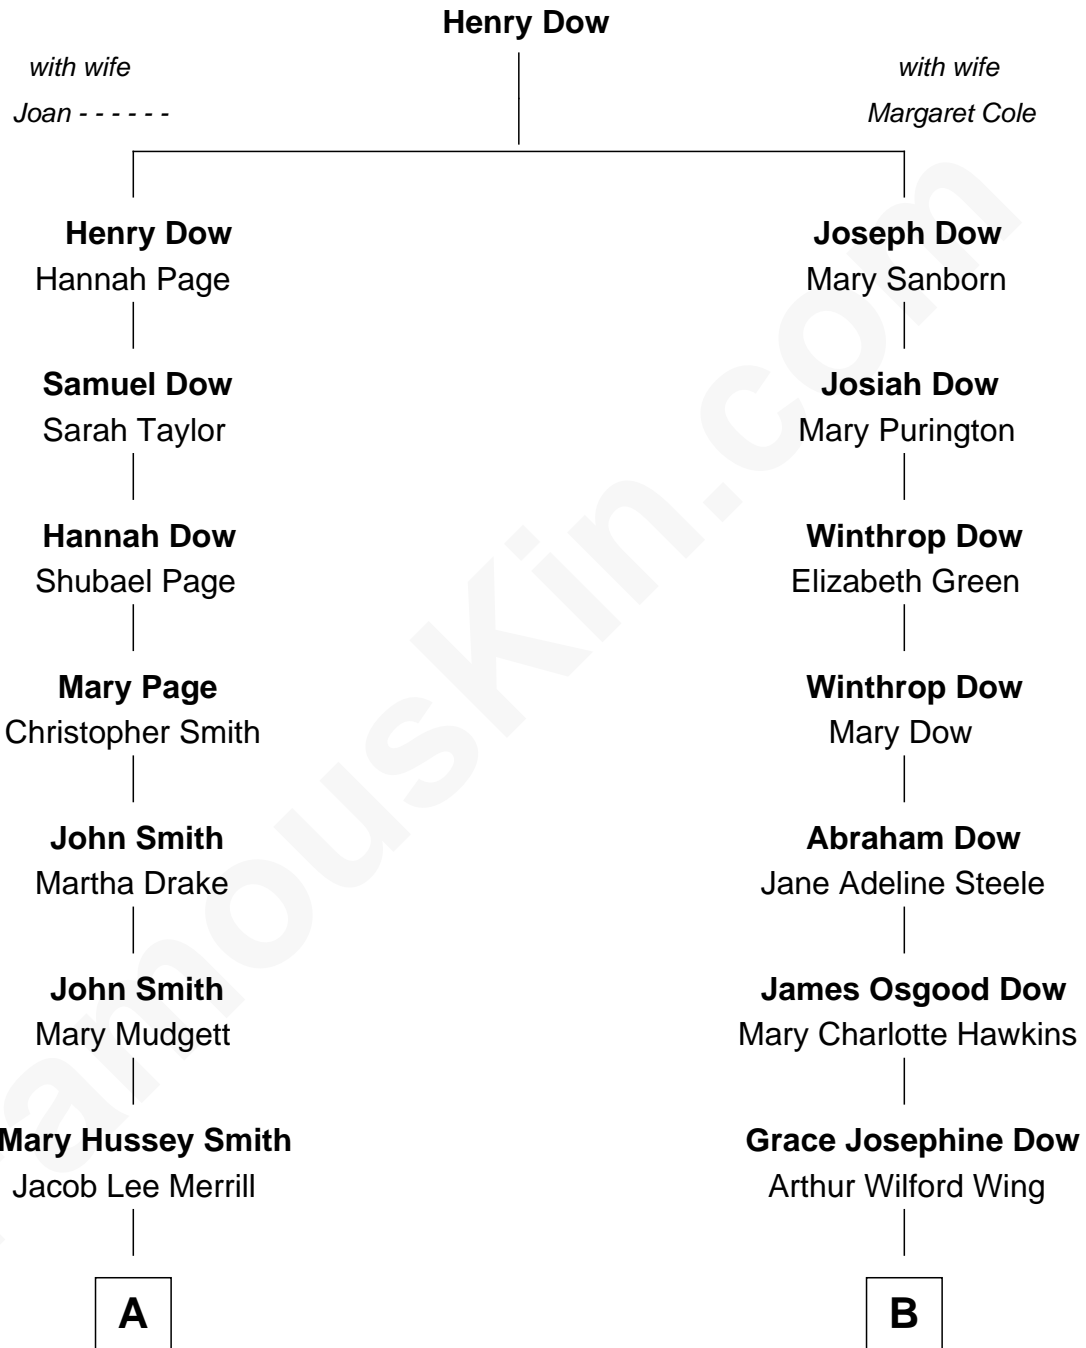 Henry Dow
with wife
Joan - - - - - -
with wife
Margaret Cole
Henry Dow
Hannah Page
Joseph Dow
Mary Sanborn
Samuel Dow
Sarah Taylor
Josiah Dow
Mary Purington
Hannah Dow
Shubael Page
Winthrop Dow
Elizabeth Green
Mary Page
Christopher Smith
Winthrop Dow
Mary Dow
John Smith
Martha Drake
Abraham Dow
Jane Adeline Steele
John Smith
Mary Mudgett
James Osgood Dow
Mary Charlotte Hawkins
Mary Hussey Smith
Jacob Lee Merrill
Grace Josephine Dow
Arthur Wilford Wing
A
B
famouskin.com